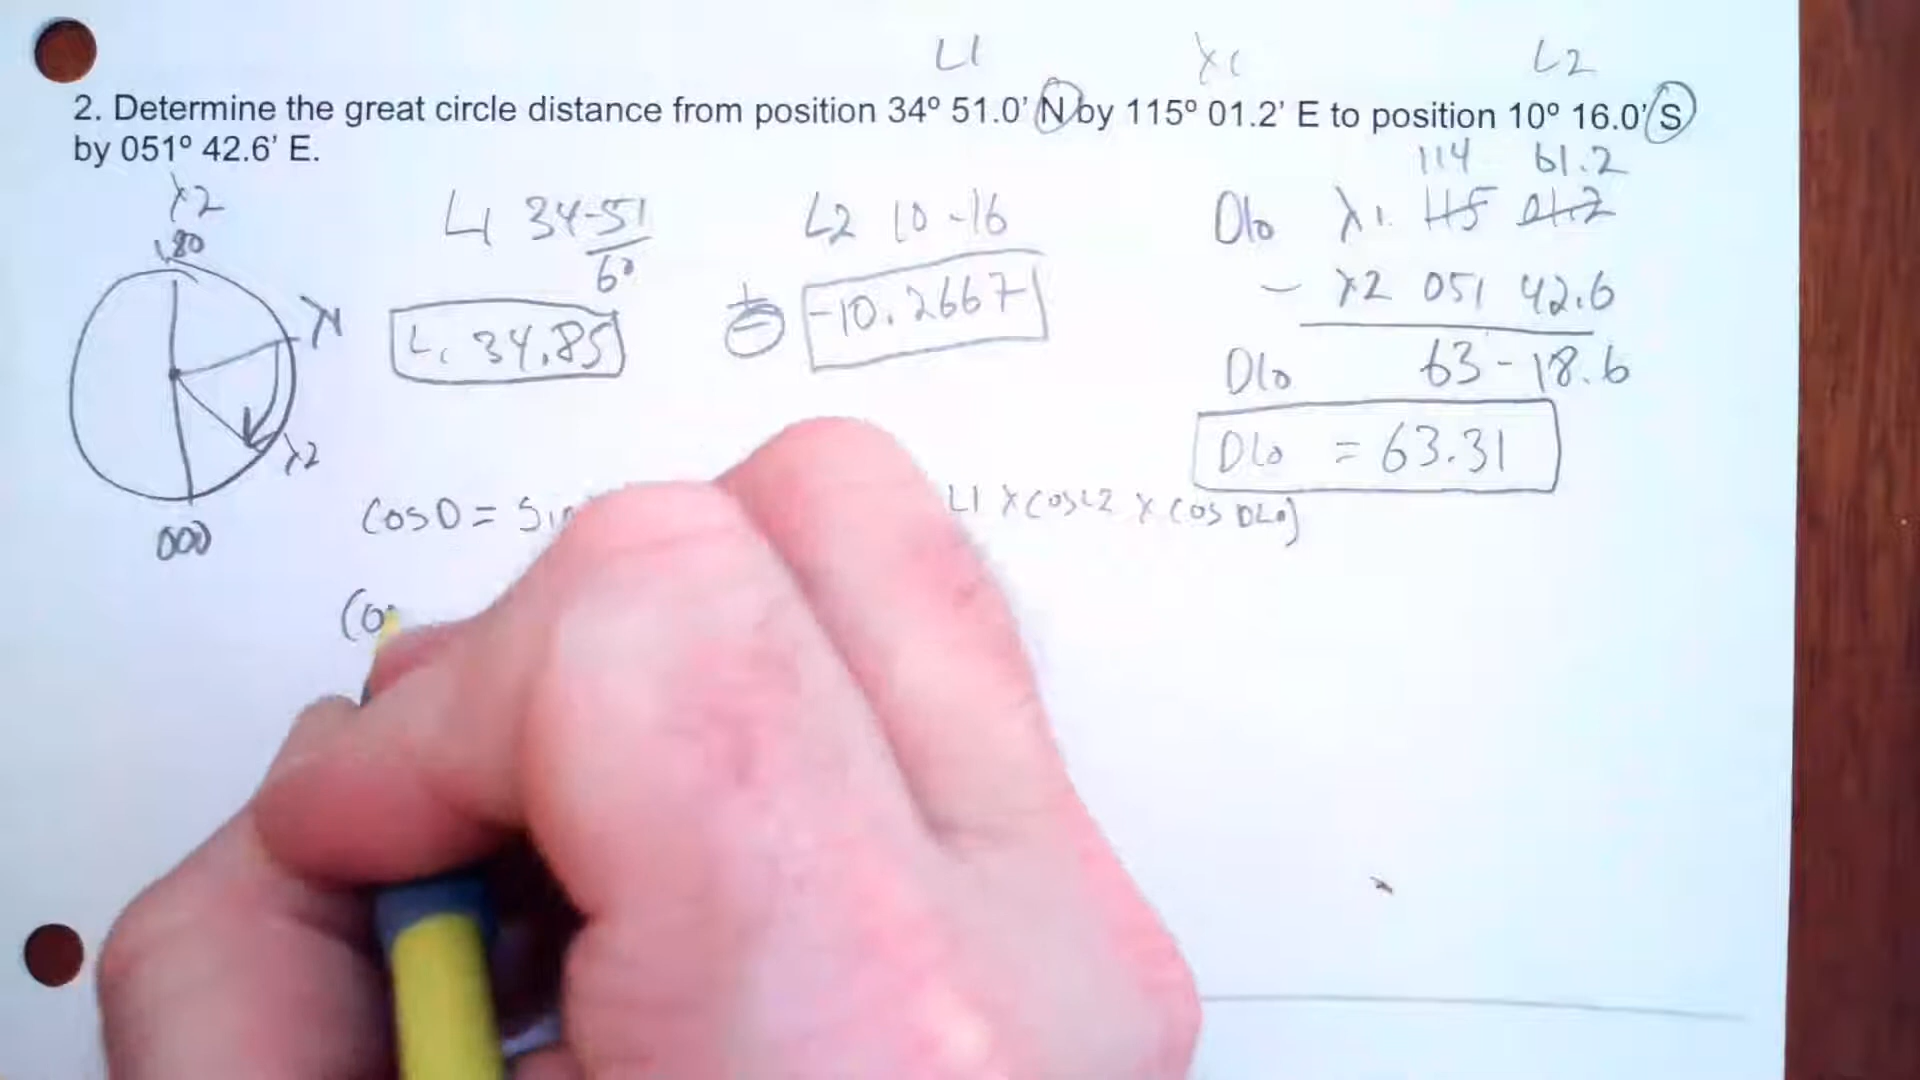 L1 λ1 L2
2. Determine the great circle distance from position 34º 51.0' N by 115º 01.2' E to position 10º 16.0' S
by 051º 42.6' E.
λ2
180
λ1
λ2
000
L1 34-51
60
L1 34.85
L2 10-16
-10.2667
114 61.2
Dlo λ1 115 01.2
- λ2 051 42.6
Dlo 63-18.6
DLo = 63.31
Cos D = Sin L1 x Cos L2 x Cos DLo)
(o